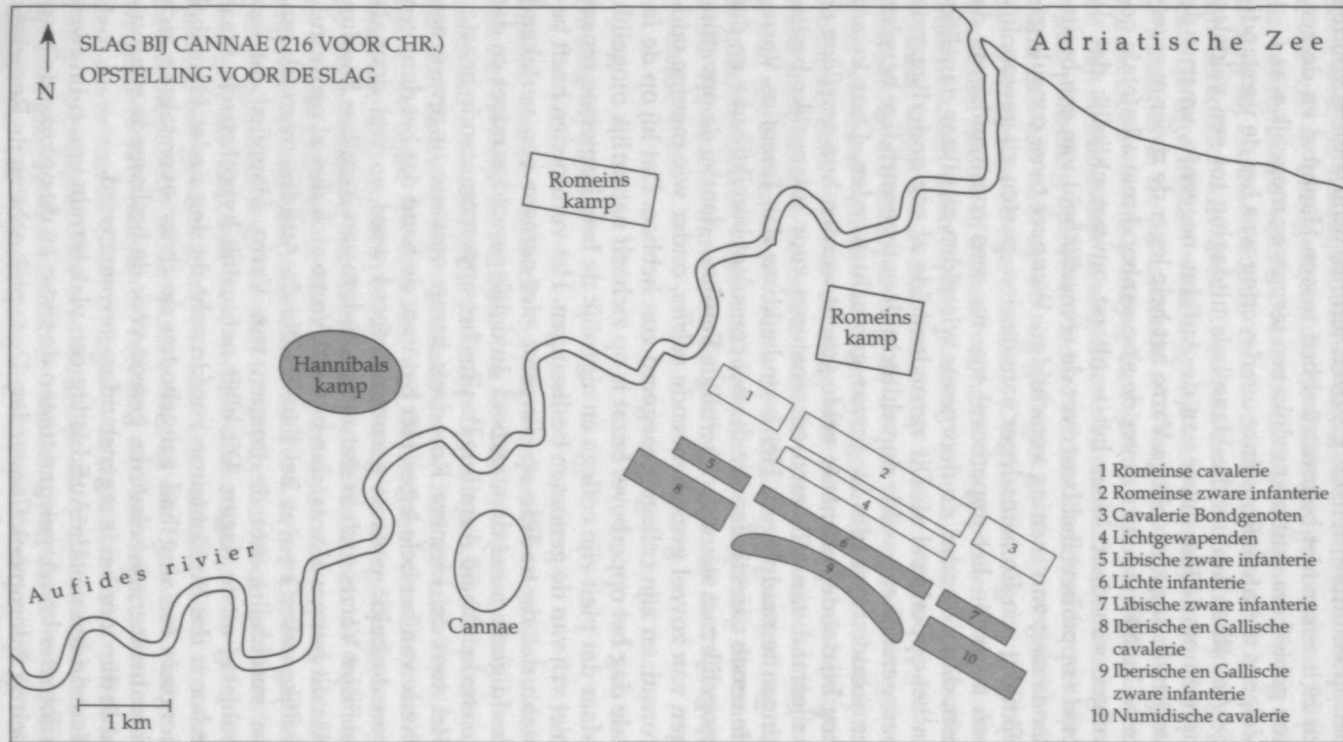 SLAG BIJ CANNAE (216 VOOR CHR.)
OPSTELLING VOOR DE SLAG
N
Adriatische Zee
Romeins
kamp
Romeins
kamp
Hannibals
kamp
Aufides rivier
Cannae
1 km
1
2
3
4
5
6
7
8
9
10
1 Romeinse cavalerie
2 Romeinse zware infanterie
3 Cavalerie Bondgenoten
4 Lichtgewapenden
5 Libische zware infanterie
6 Lichte infanterie
7 Libische zware infanterie
8 Iberische en Gallische
cavalerie
9 Iberische en Gallische
zware infanterie
10 Numidische cavalerie